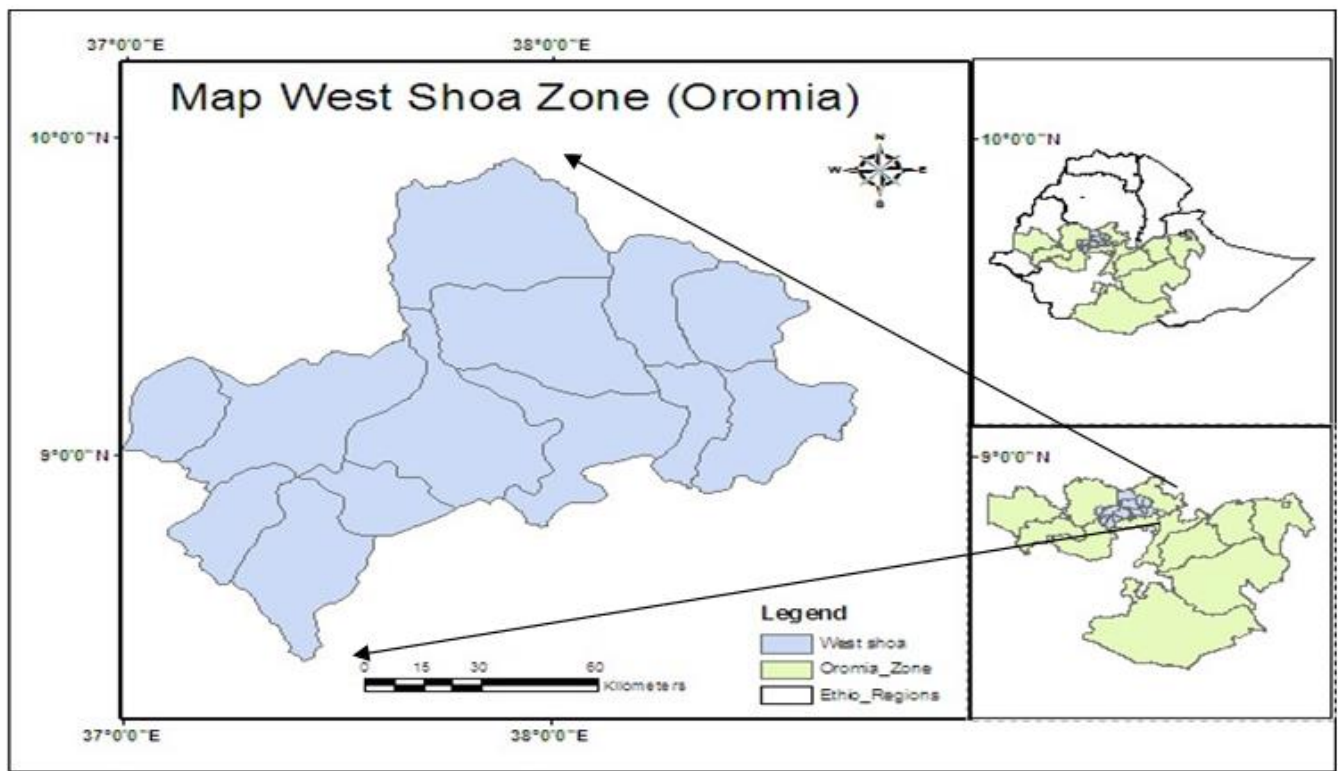 37°0'0"E 38°0'0"E
Map West Shoa Zone (Oromia)
10°0'0"N 10°0'0"N
N
W E
S
9°0'0"N 9°0'0"N
Legend
West shoa
Oromia_Zone
Ethio_Regions
0 15 30 60
Kilometers
37°0'0"E 38°0'0"E